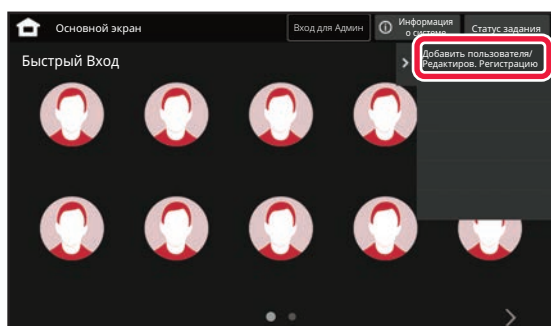 Основной экран
Вход для Админ
Информация
о системе
Статус задания
Быстрый Вход
Добавить пользователя/
Редактиров. Регистрацию